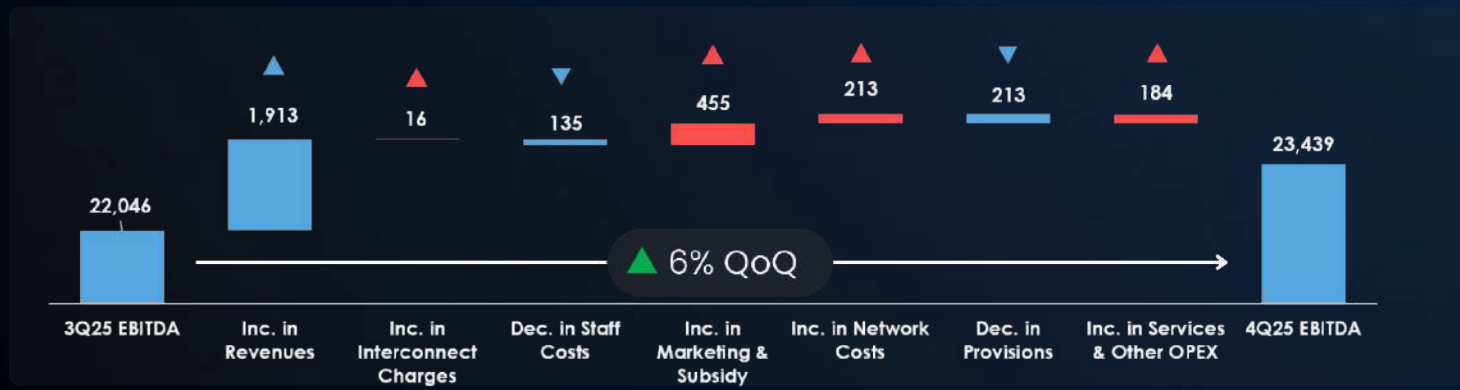 1,913
16
135
455
213
213
184
23,439
22,046
6% QoQ
3Q25 EBITDA
Inc. in
Revenues
Inc. in
Interconnect
Charges
Dec. in Staff
Costs
Inc. in
Marketing &
Subsidy
Inc. in Network
Costs
Dec. in
Provisions
Inc. in Services
& Other OPEX
4Q25 EBITDA